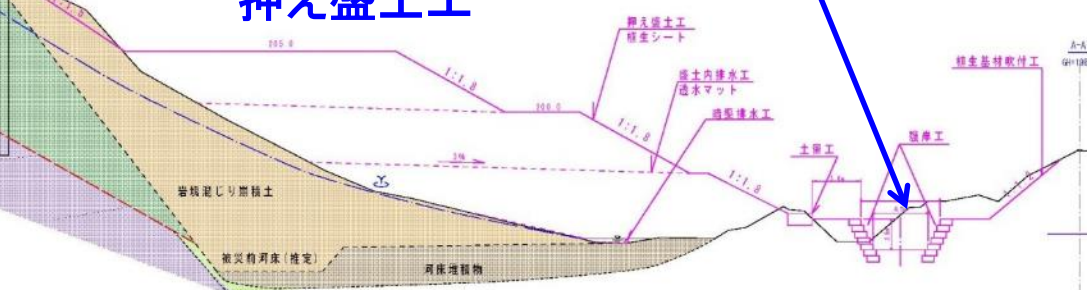 押え盛土工
押え盛土工
植生シート
盛土内排水工
透水マット
暗渠排水工
土留工
護岸工
植生基材吹付工
A-A
205.0
200.0
1:1.8
1:1.8
1:1.8
3%
岩塊混じり崩積土
被災前河床(推定)
河床堆積物